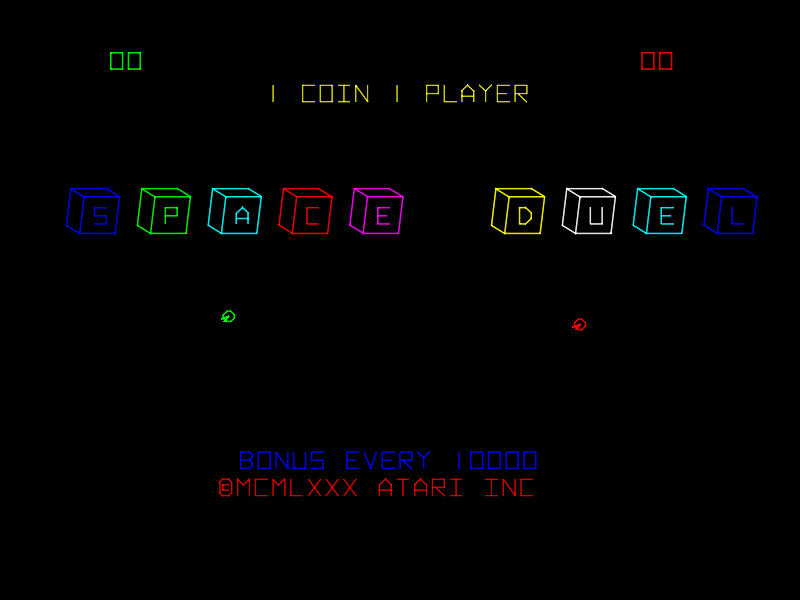 00 00
1 COIN 1 PLAYER
SPACE DUEL
BONUS EVERY 10000
©MCMLXXX ATARI INC